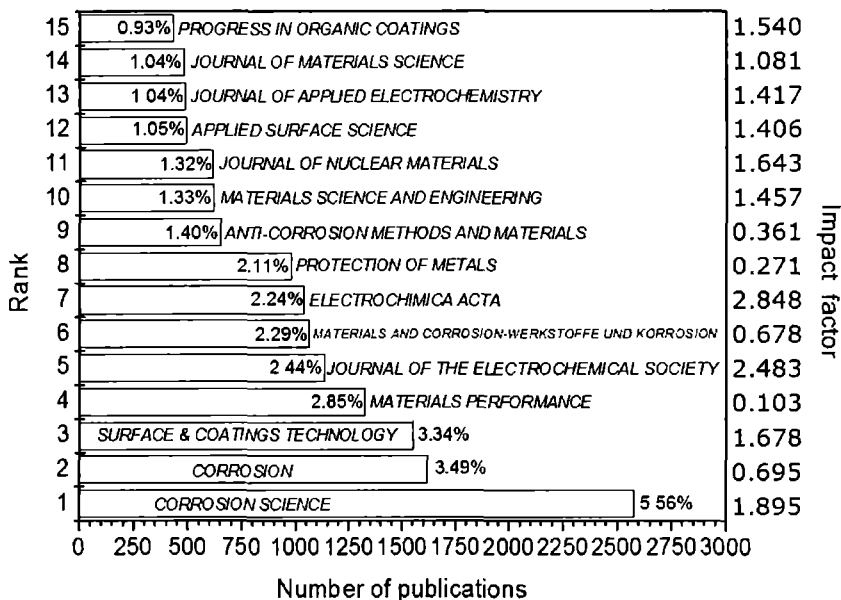 15 0.93% PROGRESS IN ORGANIC COATINGS 1.540
14 1.04% JOURNAL OF MATERIALS SCIENCE 1.081
13 1 04% JOURNAL OF APPLIED ELECTROCHEMISTRY 1.417
12 1.05% APPLIED SURFACE SCIENCE 1.406
11 1.32% JOURNAL OF NUCLEAR MATERIALS 1.643
10 1.33% MATERIALS SCIENCE AND ENGINEERING 1.457
9 1.40% ANTI-CORROSION METHODS AND MATERIALS 0.361
8 2.11% PROTECTION OF METALS 0.271
7 2.24% ELECTROCHIMICA ACTA 2.848
6 2.29% MATERIALS AND CORROSION-WERKSTOFFE UND KORROSION 0.678
5 2 44% JOURNAL OF THE ELECTROCHEMICAL SOCIETY 2.483
4 2.85% MATERIALS PERFORMANCE 0.103
3 SURFACE & COATINGS TECHNOLOGY 3.34% 1.678
2 CORROSION 3.49% 0.695
1 CORROSION SCIENCE 5 56% 1.895
0 250 500 750 1000 1250 1500 1750 2000 2250 2500 2750 3000
Number of publications
Rank
Impact factor